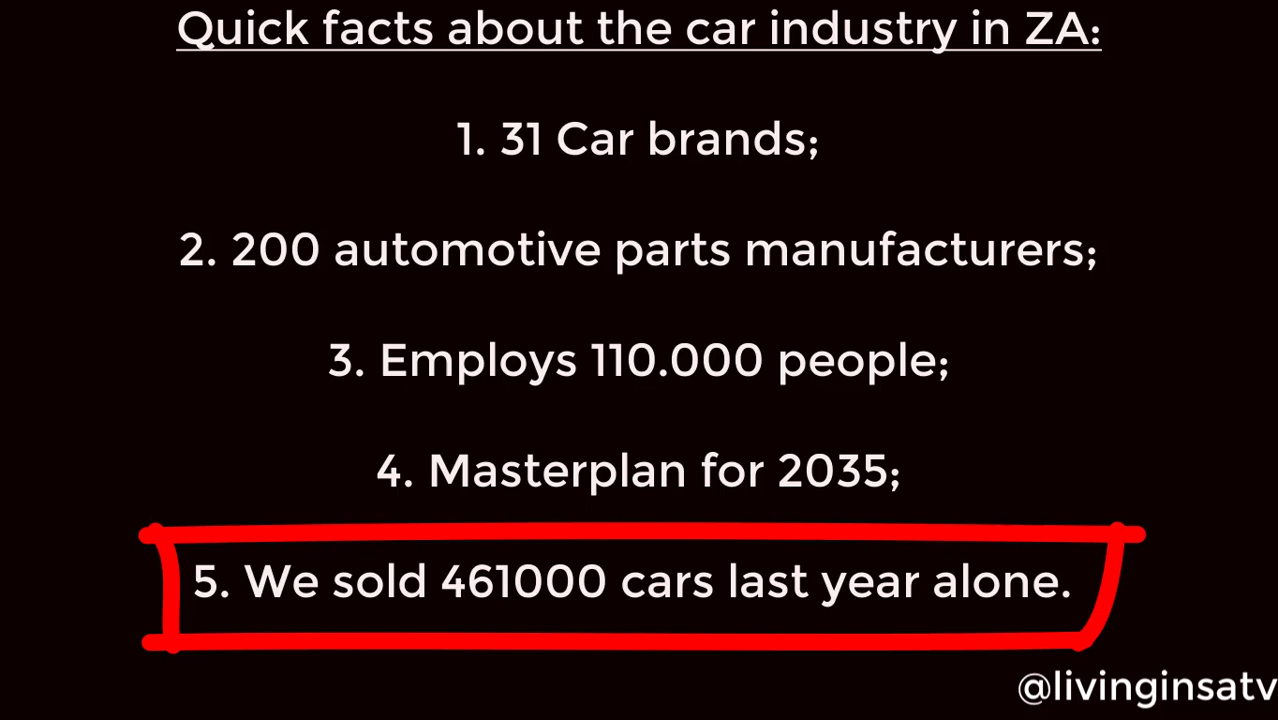 Quick facts about the car industry in ZA:
1. 31 Car brands;
2. 200 automotive parts manufacturers;
3. Employs 110.000 people;
4. Masterplan for 2035;
5. We sold 461000 cars last year alone.
@livinginsatv